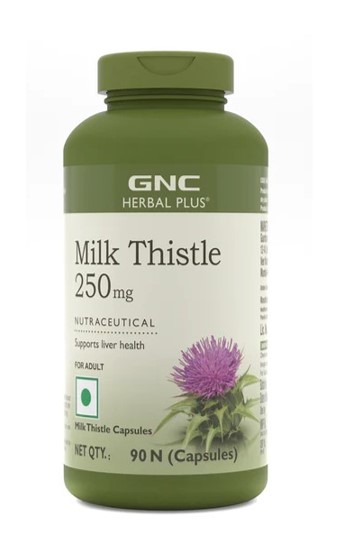 GNC
HERBAL PLUS®
Milk Thistle
250mg
NUTRACEUTICAL
Supports liver health
FOR ADULT
Milk Thistle Capsules
NET QTY.: 90 N (Capsules)